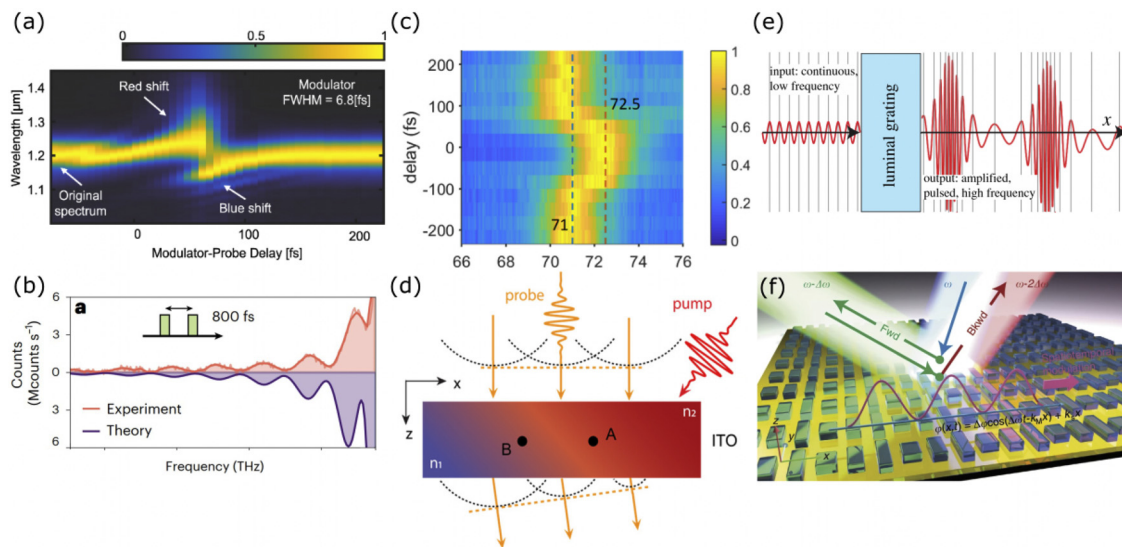 (a)
0
0.5
1
Red shift
Modulator
FWHM = 6.8[fs]
Wavelength [µm]
1.4
1.3
1.2
1.1
Original
spectrum
Blue shift
0
100
200
Modulator-Probe Delay [fs]
(b)
a
6
3
0
3
6
800 fs
Counts
(Mcounts s⁻¹)
Experiment
Theory
Frequency (THz)
(c)
delay (fs)
200
100
0
-100
-200
72.5
71
66
68
70
72
74
76
1
0.8
0.6
0.4
0.2
0
(d)
probe
pump
x
z
n₂
n₁
B
A
ITO
(e)
input: continuous,
low frequency
luminal grating
x
output: amplified,
pulsed, high frequency
(f)
ω-Δω
ω
ω-2Δω
Fwd
Bkwd
z
y
x